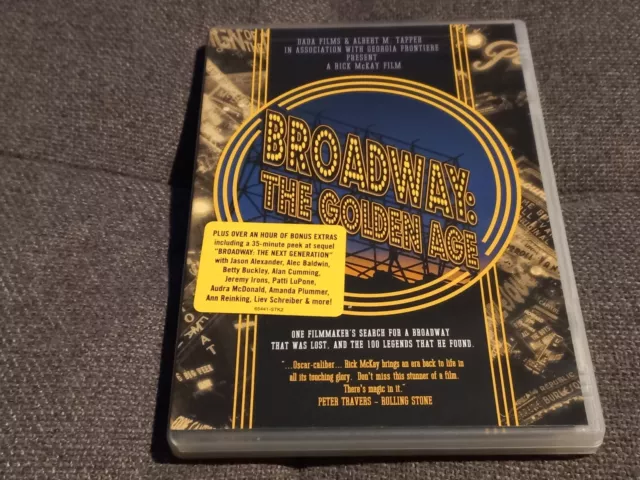 DADA FILMS & ALBERT M. TAPPER
IN ASSOCIATION WITH GEORGIA FRONTIERE
PRESENT
A RICK McKAY FILM
BROADWAY:
THE GOLDEN AGE
PLUS OVER AN HOUR OF BONUS EXTRAS
including a 35-minute peek at sequel
"BROADWAY: THE NEXT GENERATION"
with Jason Alexander, Alec Baldwin,
Betty Buckley, Alan Cumming,
Jeremy Irons, Patti LuPone,
Audra McDonald, Amanda Plummer,
Ann Reinking, Liev Schreiber & more!
ONE FILMMAKER'S SEARCH FOR A BROADWAY
THAT WAS LOST. AND THE 100 LEGENDS THAT HE FOUND.
"...Oscar-caliber... Rick McKay brings an era back to life in
all its touching glory. Don't miss this stunner of a film.
There's magic in it."
PETER TRAVERS - ROLLING STONE